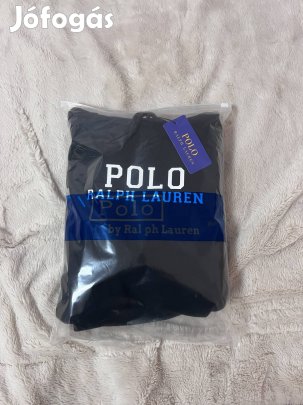 Jófogás
POLO
RALPH LAUREN
POLO
RALPH LAUREN
Polo
by Ralph Lauren